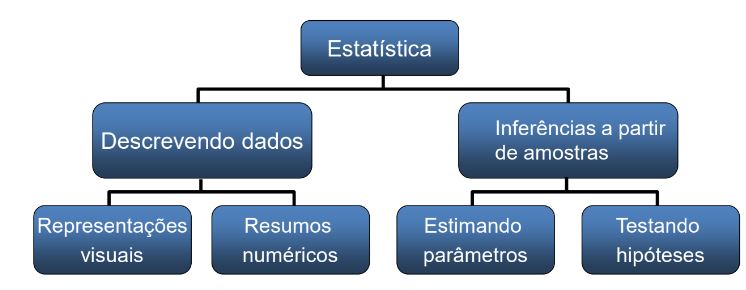 Estatística
Descrevendo dados
Inferências a partir
de amostras
Representações
visuais
Resumos
numéricos
Estimando
parâmetros
Testando
hipóteses